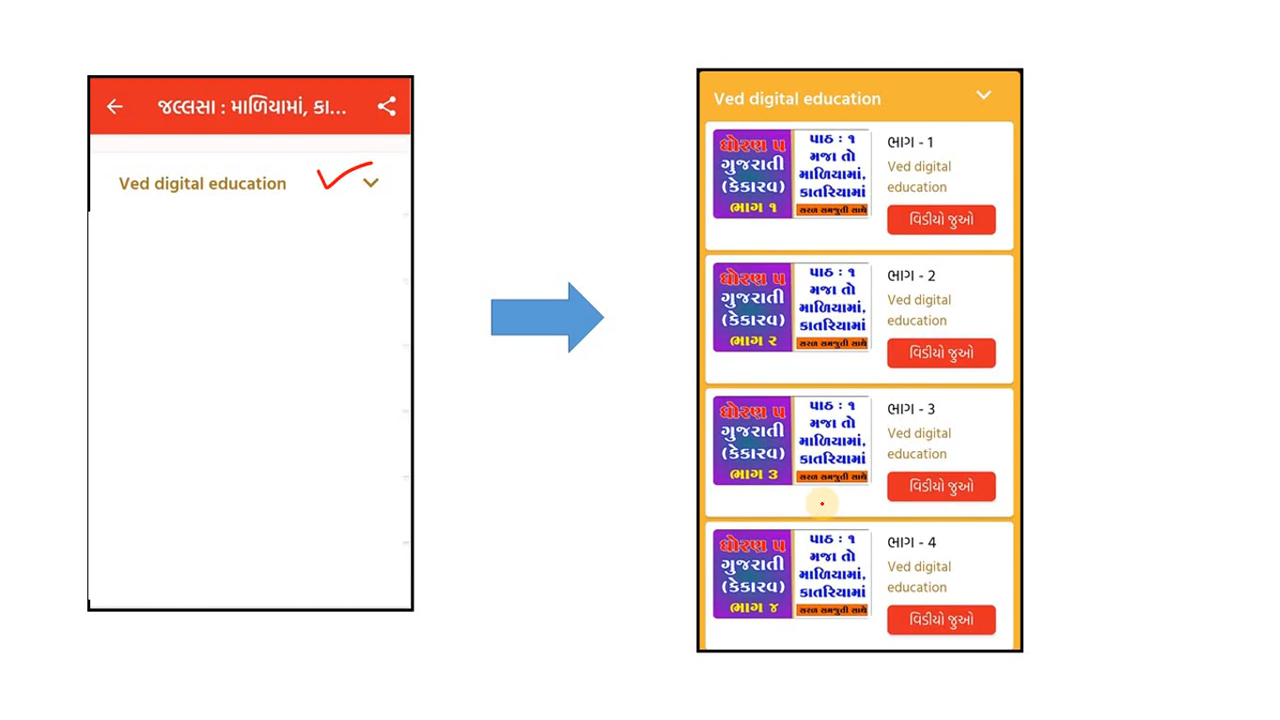 જલ્લસા : માળિયામાં, કા...
Ved digital education
Ved digital education
ધોરણ ૫
ગુજરાતી
(કેકારવ)
ભાગ ૧
પાઠ : ૧
મજા તો
માળિયામાં,
કાતરિયામાં
સરળ સમજુતી સાથે
ભાગ - 1
Ved digital
education
વિડીયો જુઓ
ધોરણ ૫
ગુજરાતી
(કેકારવ)
ભાગ ૨
પાઠ : ૧
મજા તો
માળિયામાં,
કાતરિયામાં
સરળ સમજુતી સાથે
ભાગ - 2
Ved digital
education
વિડીયો જુઓ
ધોરણ ૫
ગુજરાતી
(કેકારવ)
ભાગ 3
પાઠ : ૧
મજા તો
માળિયામાં,
કાતરિયામાં
સરળ સમજુતી સાથે
ભાગ - 3
Ved digital
education
વિડીયો જુઓ
ધોરણ ૫
ગુજરાતી
(કેકારવ)
ભાગ ૪
પાઠ : ૧
મજા તો
માળિયામાં,
કાતરિયામાં
સરળ સમજુતી સાથે
ભાગ - 4
Ved digital
education
વિડીયો જુઓ